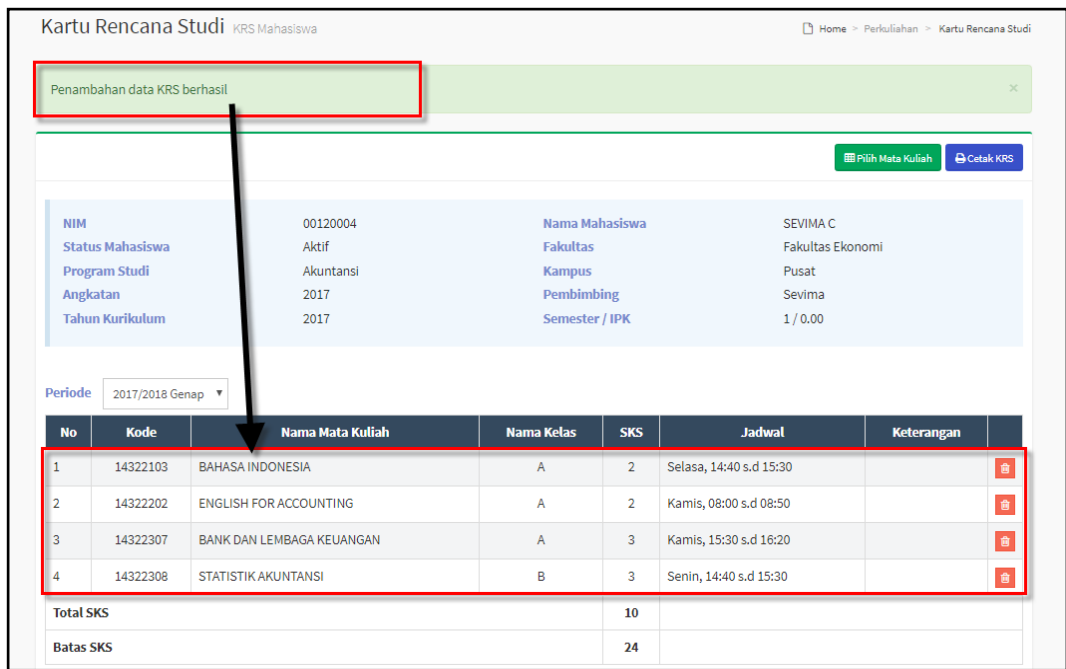 Kartu Rencana Studi KRS Mahasiswa
Home > Perkuliahan > Kartu Rencana Studi
Penambahan data KRS berhasil ×
Pilih Mata Kuliah Cetak KRS
NIM 00120004 Nama Mahasiswa SEVIMA C
Status Mahasiswa Aktif Fakultas Fakultas Ekonomi
Program Studi Akuntansi Kampus Pusat
Angkatan 2017 Pembimbing Sevima
Tahun Kurikulum 2017 Semester / IPK 1 / 0.00
Periode 2017/2018 Genap
No Kode Nama Mata Kuliah Nama Kelas SKS Jadwal Keterangan
1 14322103 BAHASA INDONESIA A 2 Selasa, 14:40 s.d 15:30
2 14322202 ENGLISH FOR ACCOUNTING A 2 Kamis, 08:00 s.d 08:50
3 14322307 BANK DAN LEMBAGA KEUANGAN A 3 Kamis, 15:30 s.d 16:20
4 14322308 STATISTIK AKUNTANSI B 3 Senin, 14:40 s.d 15:30
Total SKS 10
Batas SKS 24